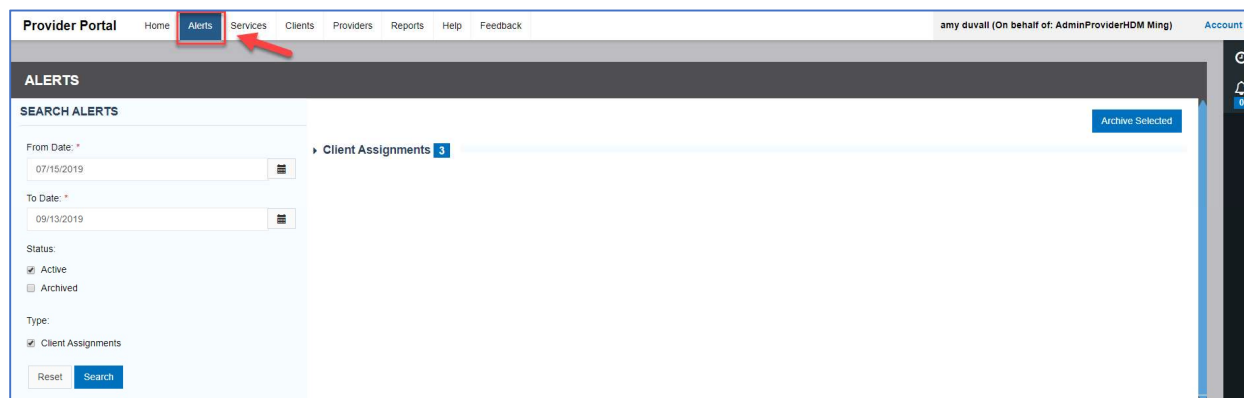 Provider Portal Home Alerts Services Clients Providers Reports Help Feedback amy duvall (On behalf of: AdminProviderHDM Ming) Account
ALERTS
SEARCH ALERTS
Archive Selected
From Date: *
Client Assignments 3
07/15/2019
To Date: *
09/13/2019
Status:
Active
Archived
Type:
Client Assignments
Reset Search
0